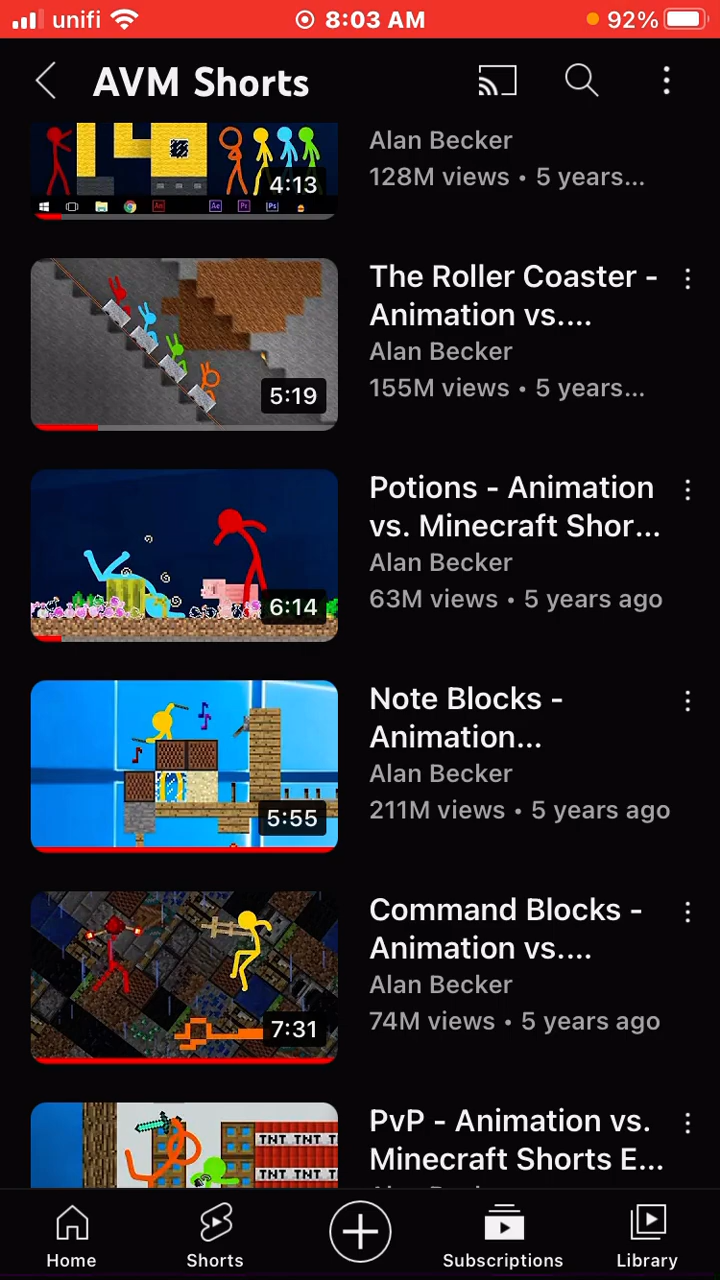 unifi
8:03 AM
92%
AVM Shorts
4:13
Alan Becker
128M views • 5 years...
An
Ae
Pr
Ps
5:19
The Roller Coaster -
Animation vs....
Alan Becker
155M views • 5 years...
6:14
Potions - Animation
vs. Minecraft Shor...
Alan Becker
63M views • 5 years ago
5:55
Note Blocks -
Animation...
Alan Becker
211M views • 5 years ago
7:31
Command Blocks -
Animation vs....
Alan Becker
74M views • 5 years ago
TNT TNT T
TNT TNT T
PvP - Animation vs.
Minecraft Shorts E...
Home
Shorts
Subscriptions
Library